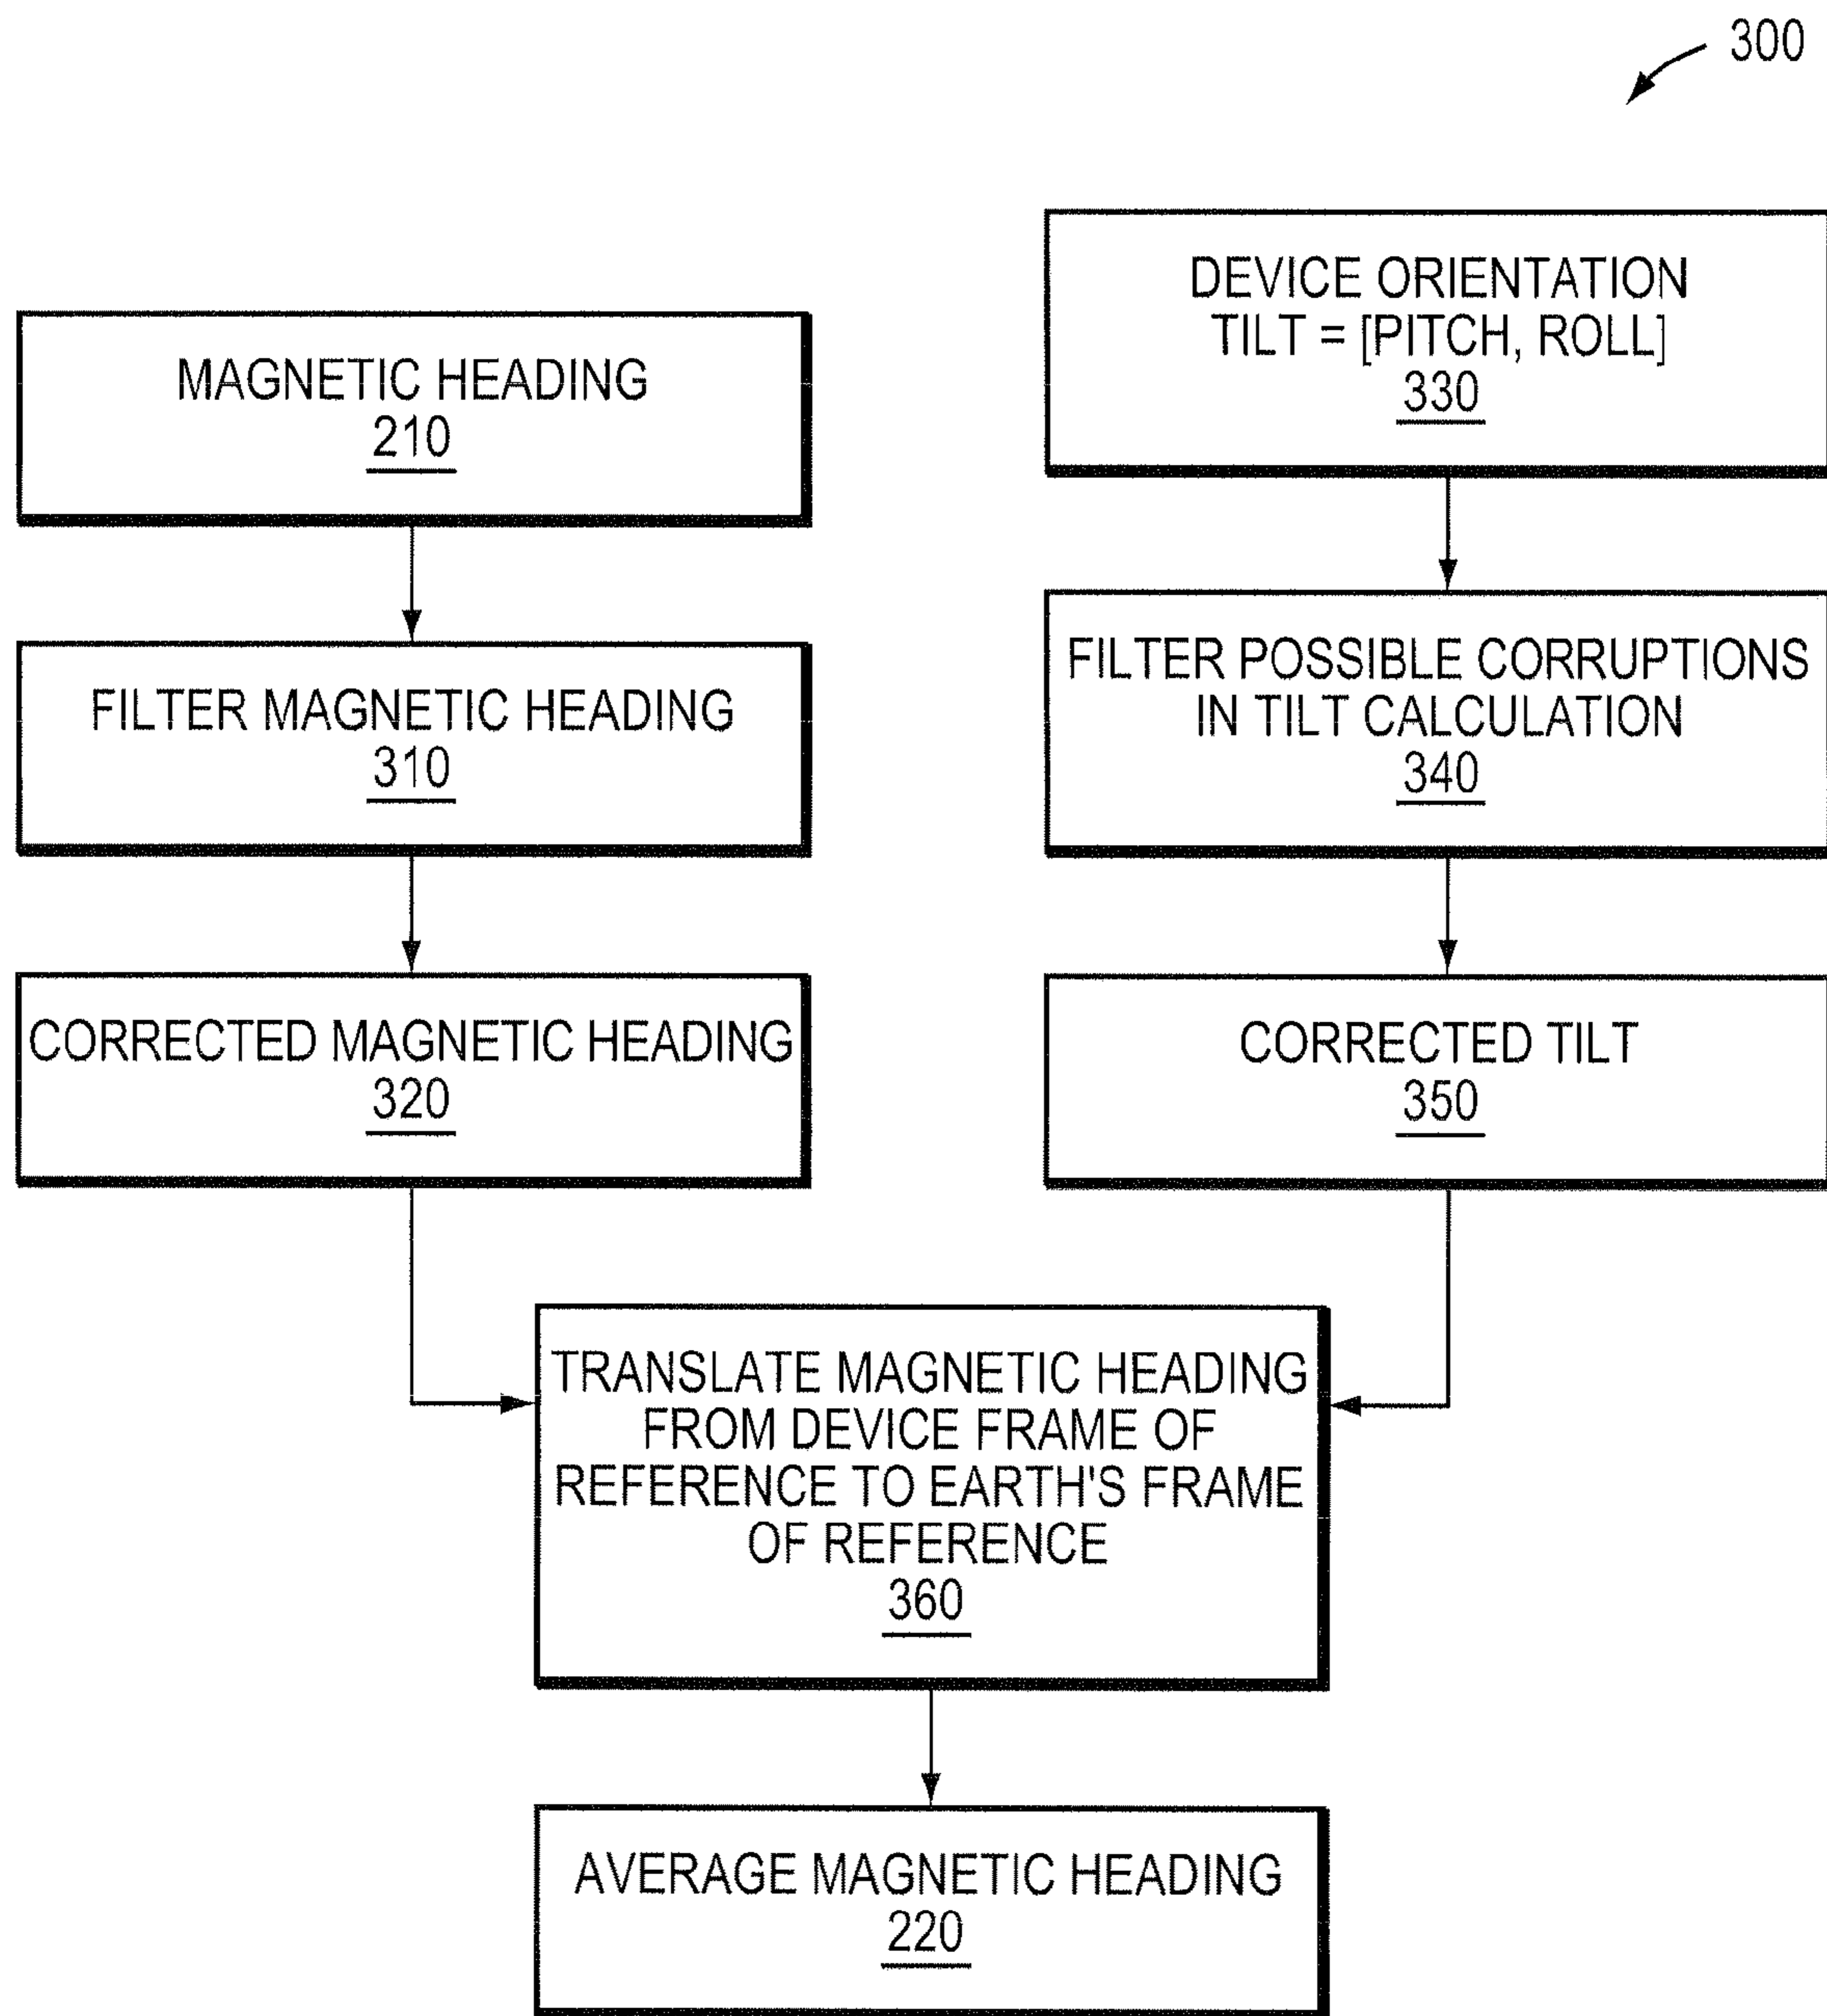 300
MAGNETIC HEADING
210
FILTER MAGNETIC HEADING
310
CORRECTED MAGNETIC HEADING
320
DEVICE ORIENTATION
TILT = [PITCH, ROLL]
330
FILTER POSSIBLE CORRUPTIONS
IN TILT CALCULATION
340
CORRECTED TILT
350
TRANSLATE MAGNETIC HEADING
FROM DEVICE FRAME OF
REFERENCE TO EARTH'S FRAME
OF REFERENCE
360
AVERAGE MAGNETIC HEADING
220